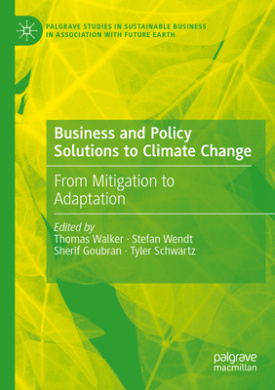 PALGRAVE STUDIES IN SUSTAINABLE BUSINESS
IN ASSOCIATION WITH FUTURE EARTH
Business and Policy
Solutions to Climate Change
From Mitigation to
Adaptation
Edited by
Thomas Walker · Stefan Wendt
Sherif Goubran · Tyler Schwartz
palgrave
macmillan